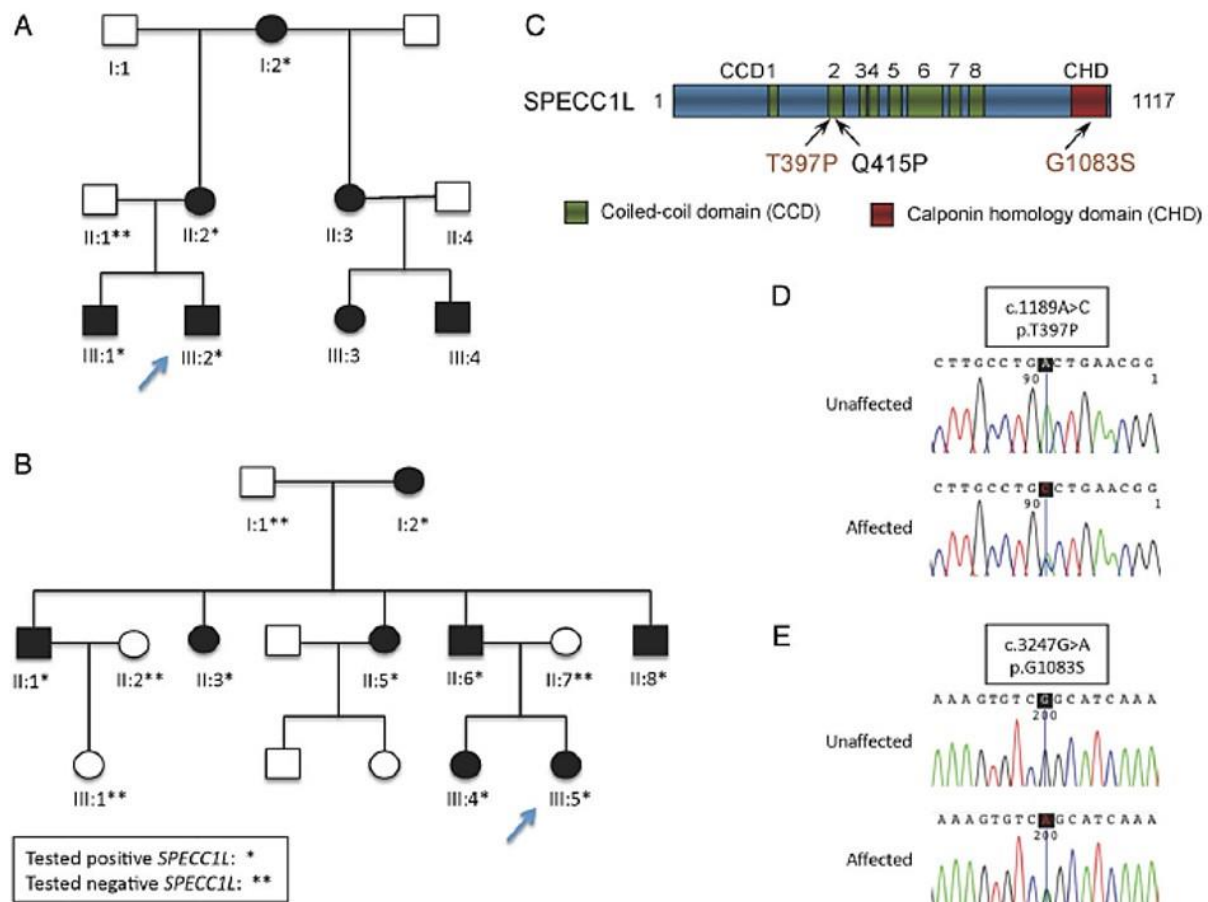 A
I:1
I:2*
II:1**
II:2*
II:3
II:4
III:1*
III:2*
III:3
III:4
B
I:1**
I:2*
II:1*
II:2**
II:3*
II:5*
II:6*
II:7**
II:8*
III:1**
III:4*
III:5*
Tested positive SPECC1L: *
Tested negative SPECC1L: **
C
CCD1 2 3 4 5 6 7 8 CHD
SPECC1L 1 1117
T397P Q415P G1083S
Coiled-coil domain (CCD) Calponin homology domain (CHD)
D
c.1189A>C
p.T397P
C T T G C C T G A C T G A A C G G
90 1
Unaffected
C T T G C C T G C C T G A A C G G
90 1
Affected
E
c.3247G>A
p.G1083S
A A A G T G T C G G C A T C A A A
200
Unaffected
A A A G T G T C A G C A T C A A A
200
Affected